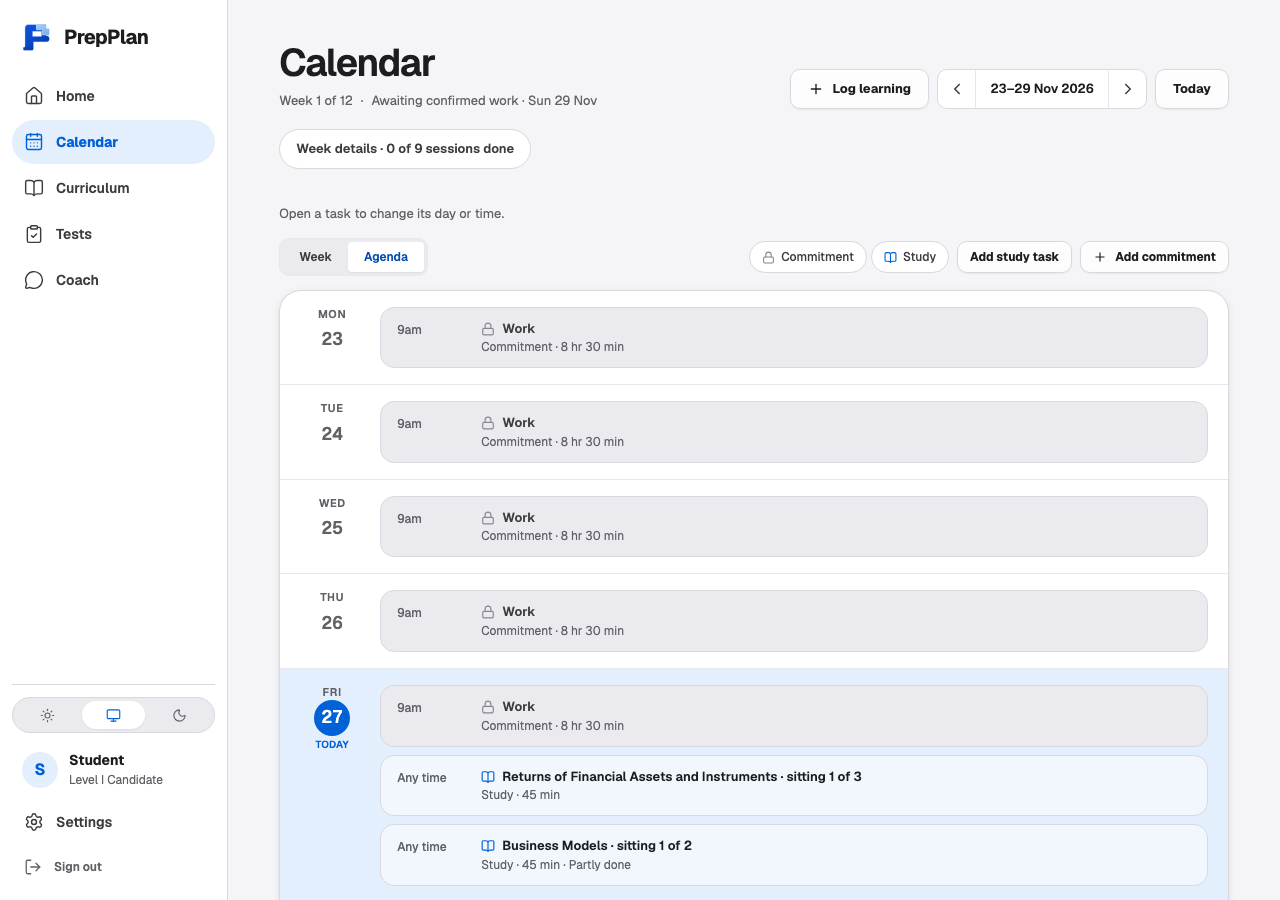 PrepPlan
Home
Calendar
Curriculum
Tests
Coach
Student
S
Level I Candidate
Settings
Sign out
Calendar
Week 1 of 12 · Awaiting confirmed work · Sun 29 Nov
Log learning
23–29 Nov 2026
Today
Week details · 0 of 9 sessions done
Open a task to change its day or time.
Week
Agenda
Commitment
Study
Add study task
Add commitment
MON
23
9am
Work
Commitment · 8 hr 30 min
TUE
24
9am
Work
Commitment · 8 hr 30 min
WED
25
9am
Work
Commitment · 8 hr 30 min
THU
26
9am
Work
Commitment · 8 hr 30 min
FRI
27
TODAY
9am
Work
Commitment · 8 hr 30 min
Any time
Returns of Financial Assets and Instruments · sitting 1 of 3
Study · 45 min
Any time
Business Models · sitting 1 of 2
Study · 45 min · Partly done